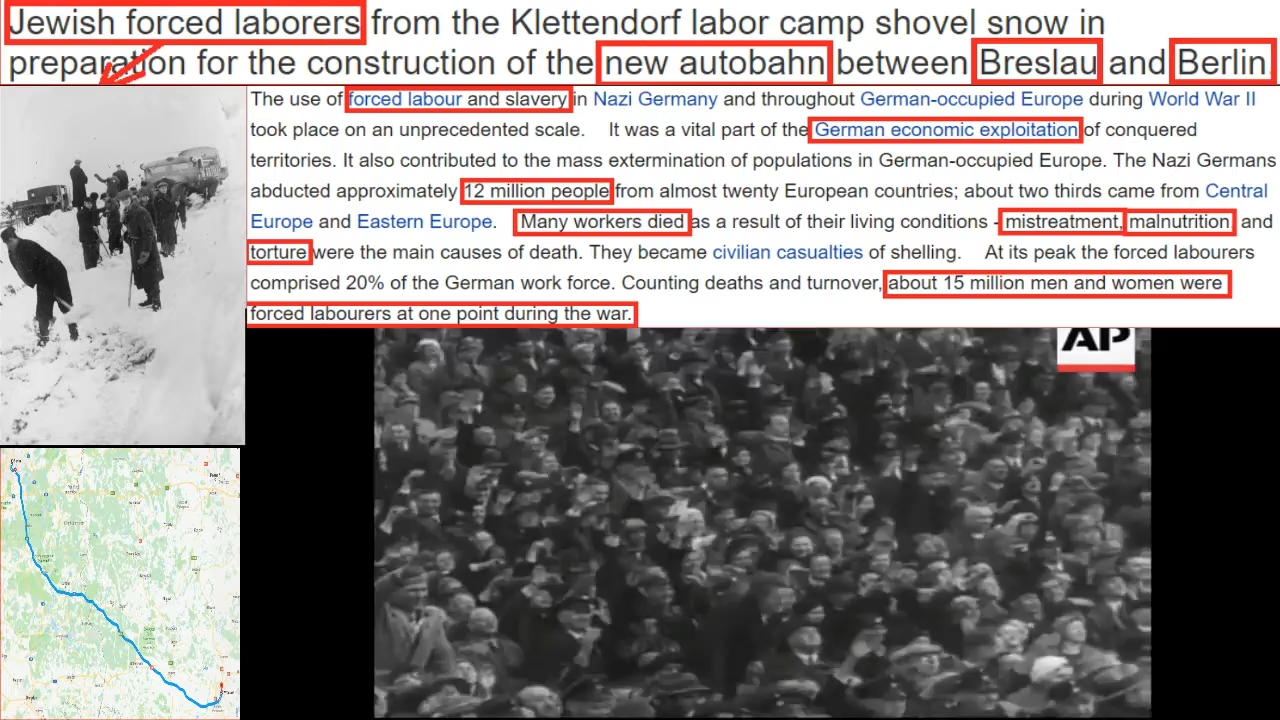 Jewish forced laborers from the Klettendorf labor camp shovel snow in
preparation for the construction of the new autobahn between Breslau and Berlin.
The use of forced labour and slavery in Nazi Germany and throughout German-occupied Europe during World War II
took place on an unprecedented scale. It was a vital part of the German economic exploitation of conquered
territories. It also contributed to the mass extermination of populations in German-occupied Europe. The Nazi Germans
abducted approximately 12 million people from almost twenty European countries; about two thirds came from Central
Europe and Eastern Europe. Many workers died as a result of their living conditions - mistreatment, malnutrition, and
torture were the main causes of death. They became civilian casualties of shelling. At its peak the forced labourers
comprised 20% of the German work force. Counting deaths and turnover, about 15 million men and women were
forced labourers at one point during the war.
AP